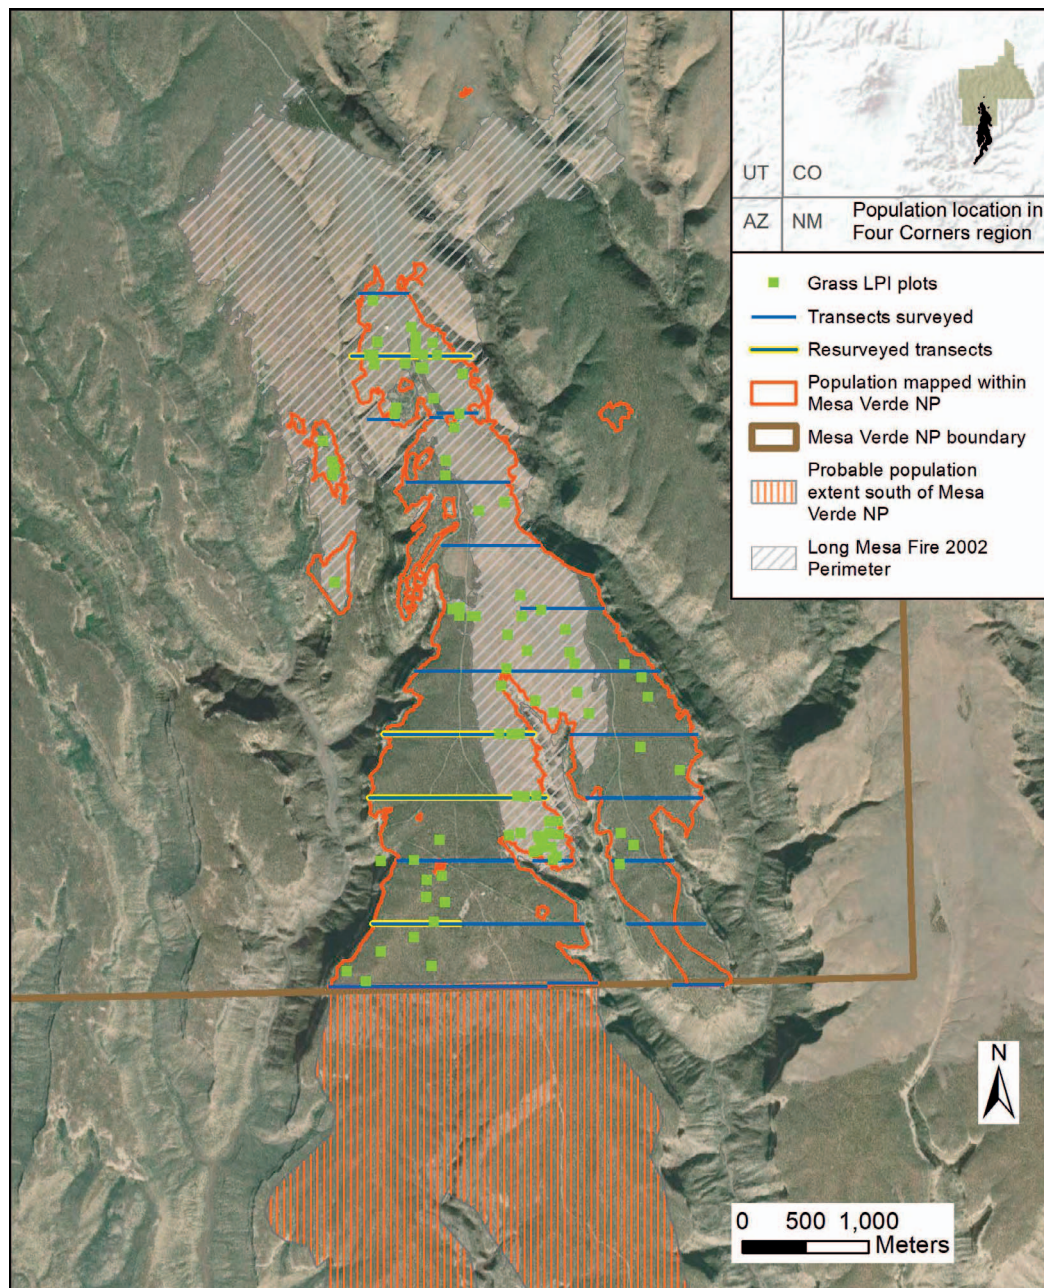 UT CO
AZ NM
Population location in
Four Corners region
Grass LPI plots
Transects surveyed
Resurveyed transects
Population mapped within
Mesa Verde NP
Mesa Verde NP boundary
Probable population
extent south of Mesa
Verde NP
Long Mesa Fire 2002
Perimeter
N
0 500 1,000
Meters